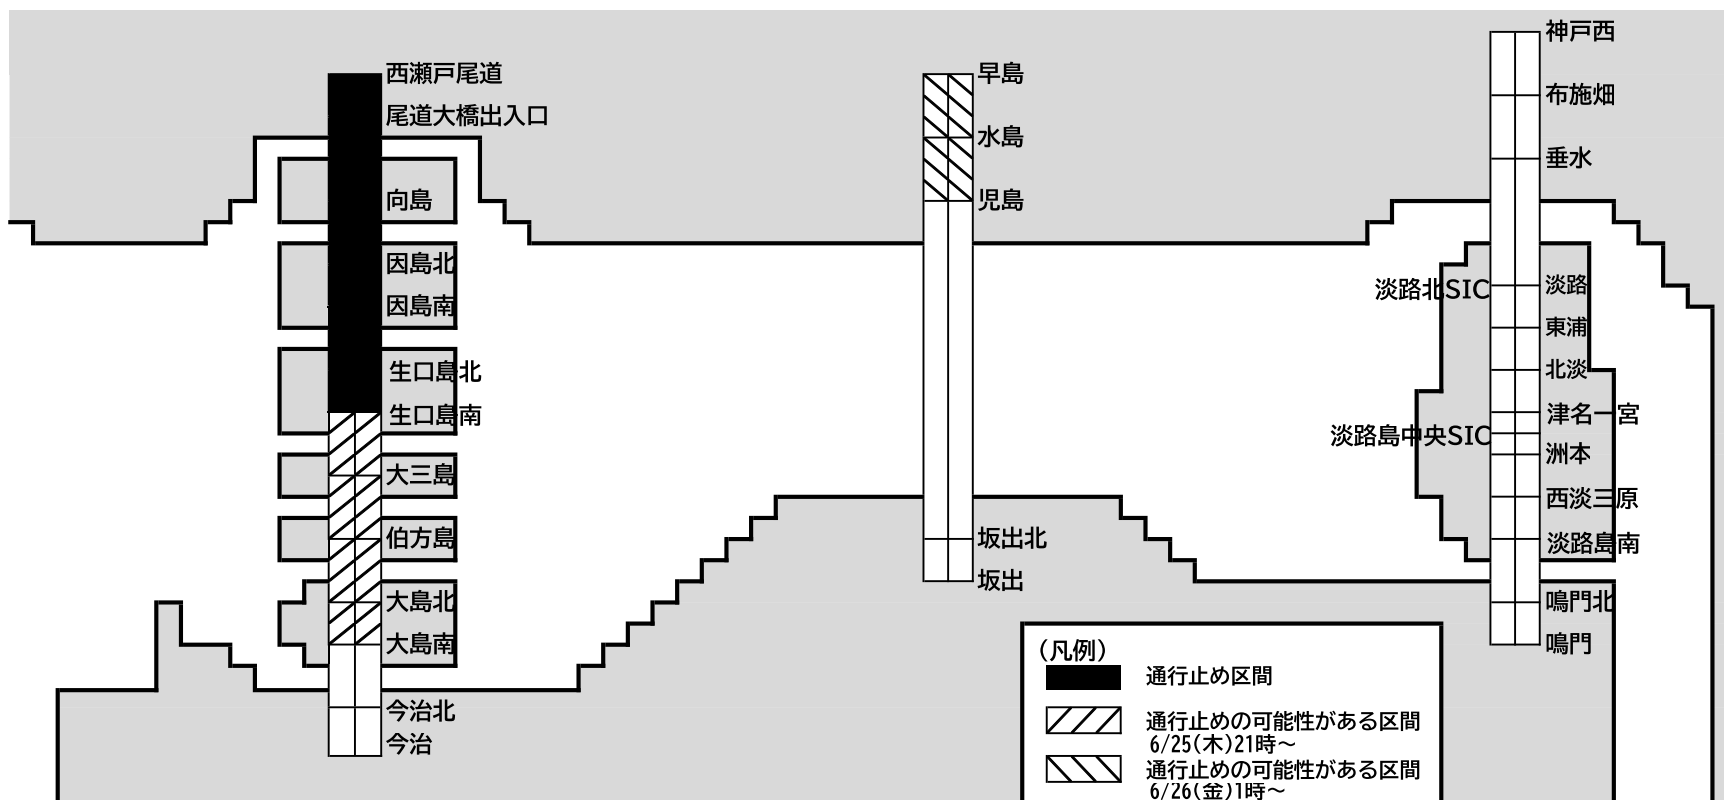 西瀬戸尾道
尾道大橋出入口
向島
因島北
因島南
生口島北
生口島南
大三島
伯方島
大島北
大島南
今治北
今治
早島
水島
児島
坂出北
坂出
神戸西
布施畑
垂水
淡路北SIC
淡路
東浦
北淡
津名一宮
淡路島中央SIC
洲本
西淡三原
淡路島南
鳴門北
鳴門
（凡例）
通行止め区間
通行止めの可能性がある区間
6/25(木)21時～
通行止めの可能性がある区間
6/26(金)1時～